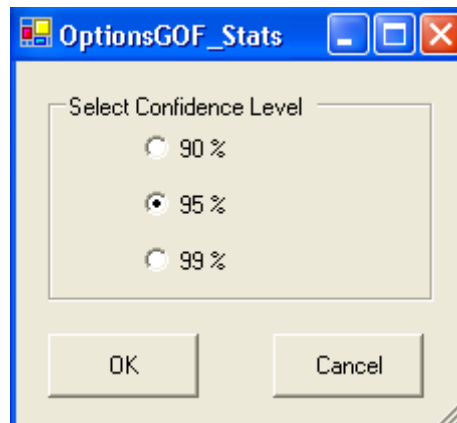 OptionsGOF_Stats
Select Confidence Level
90 %
95 %
99 %
OK Cancel